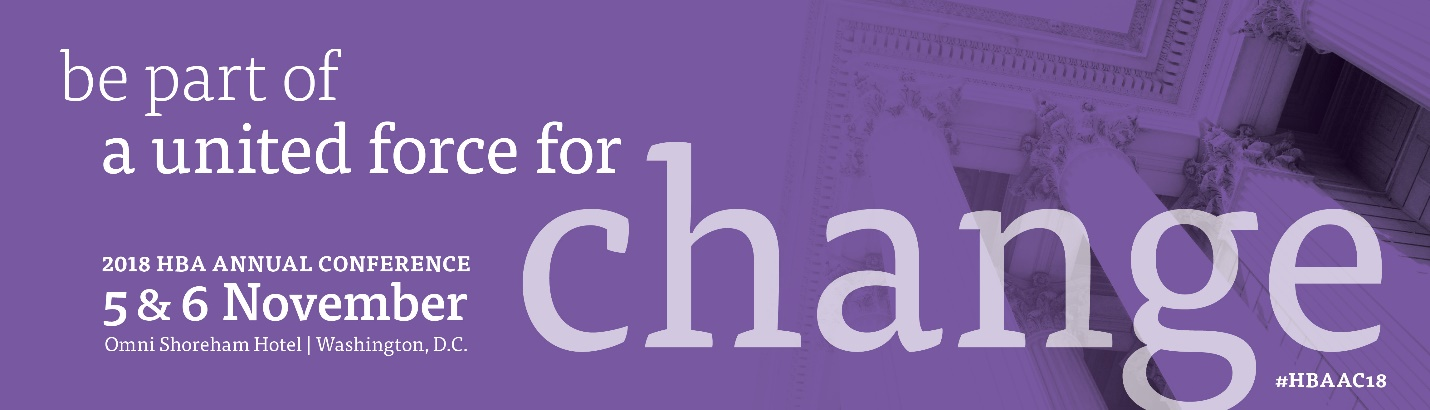 be part of
a united force for
change
2018 HBA ANNUAL CONFERENCE
5 & 6 November
Omni Shoreham Hotel | Washington, D.C.
#HBAAC18